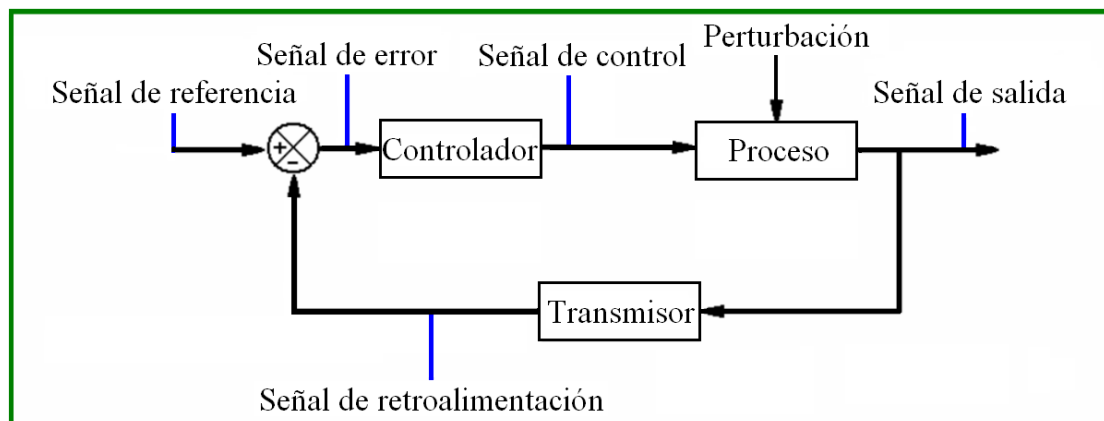 Perturbación
Señal de error
Señal de control
Señal de referencia
Señal de salida
+
-
Controlador
Proceso
Transmisor
Señal de retroalimentación